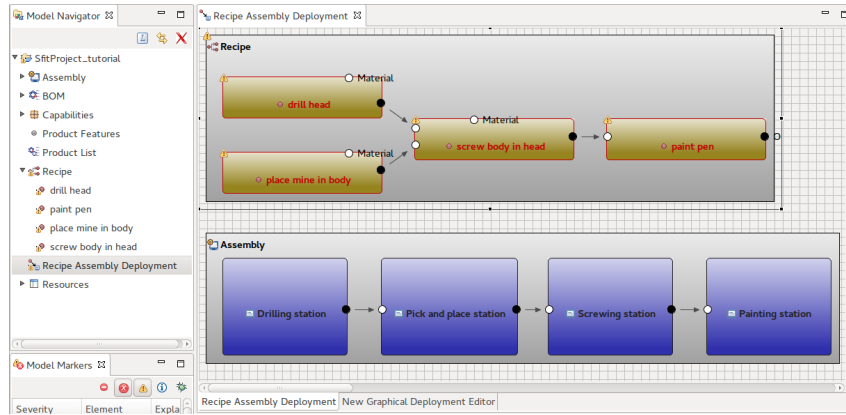 Model Navigator
SfitProject_tutorial
Assembly
BOM
Capabilities
Product Features
Product List
Recipe
drill head
paint pen
place mine in body
screw body in head
Recipe Assembly Deployment
Resources
Model Markers
Severity Element Expla
Recipe Assembly Deployment
Recipe
Material
drill head
Material
screw body in head
paint pen
Material
place mine in body
Assembly
Drilling station
Pick and place station
Screwing station
Painting station
Recipe Assembly Deployment New Graphical Deployment Editor